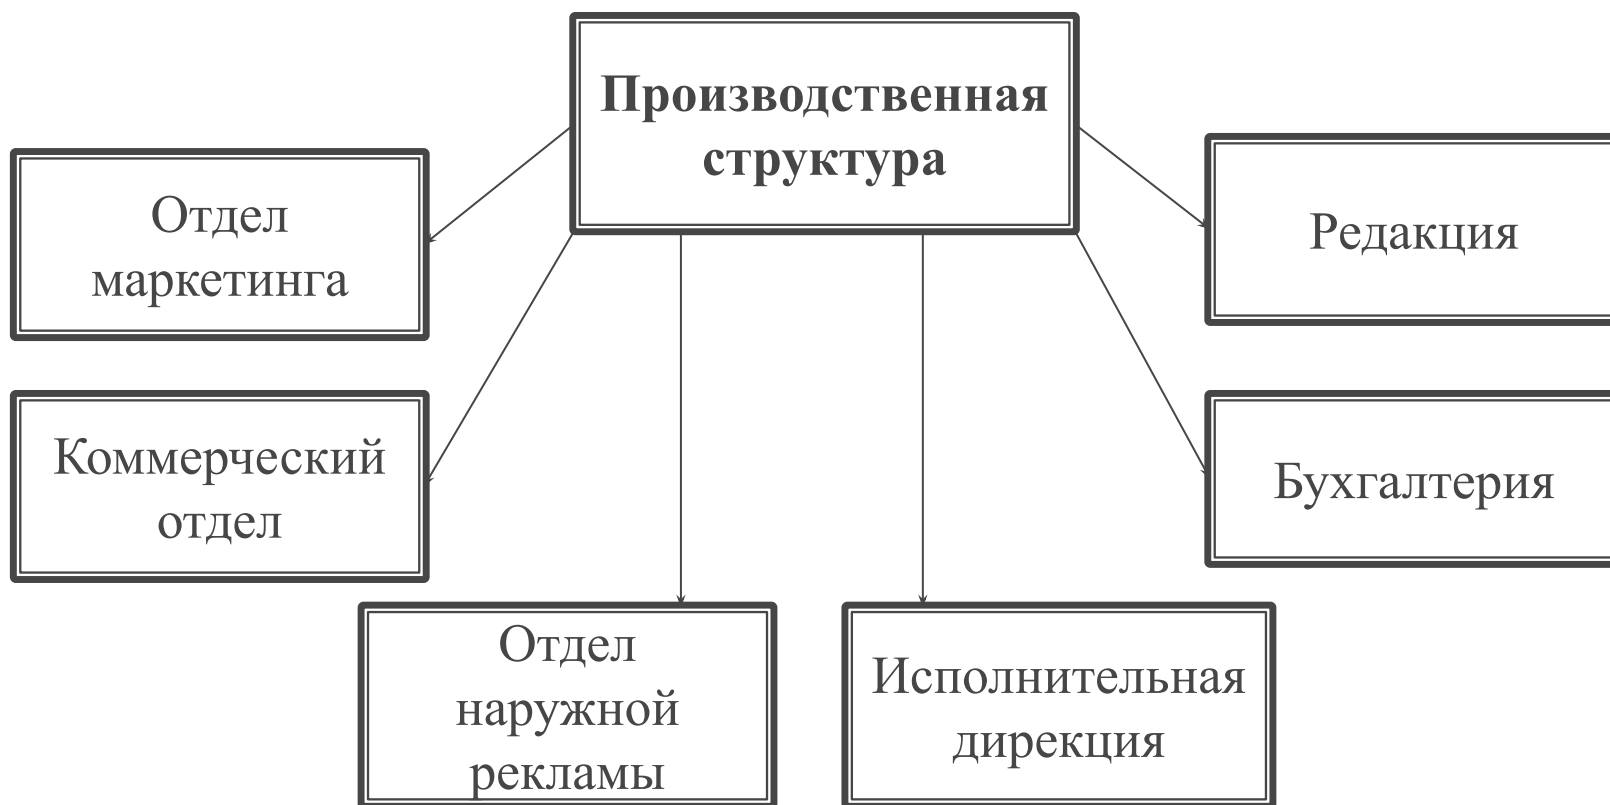 Производственная
структура
Отдел
маркетинга
Редакция
Коммерческий
отдел
Бухгалтерия
Отдел
наружной
рекламы
Исполнительная
дирекция